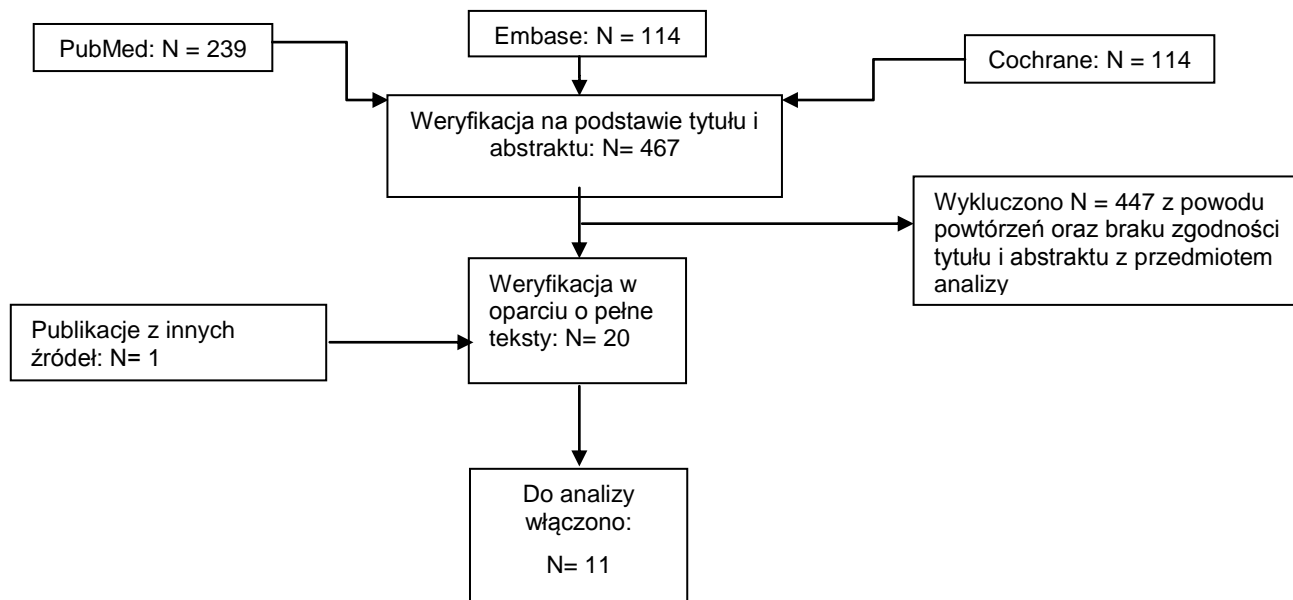 PubMed: N = 239
Embase: N = 114
Cochrane: N = 114
Weryfikacja na podstawie tytułu i
abstraktu: N= 467
Wykluczono N = 447 z powodu
powtórzeń oraz braku zgodności
tytułu i abstraktu z przedmiotem
analizy
Weryfikacja w
oparciu o pełne
teksty: N= 20
Publikacje z innych
źródeł: N= 1
Do analizy
włączono:
N= 11